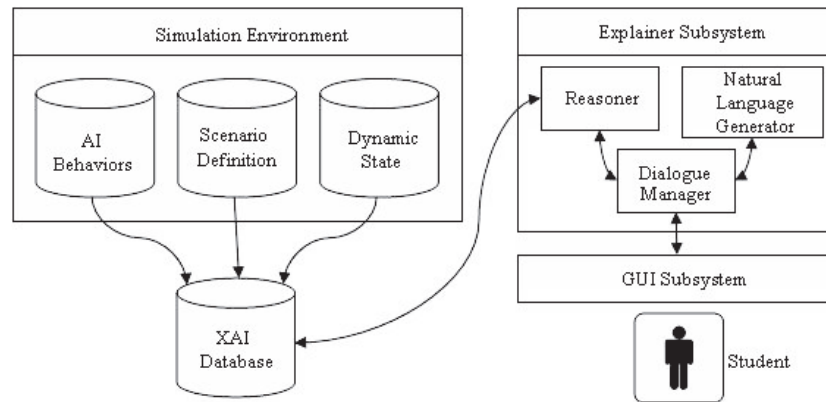 Simulation Environment
AI
Behaviors
Scenario
Definition
Dynamic
State
XAI
Database
Explainer Subsystem
Reasoner
Natural
Language
Generator
Dialogue
Manager
GUI Subsystem
Student